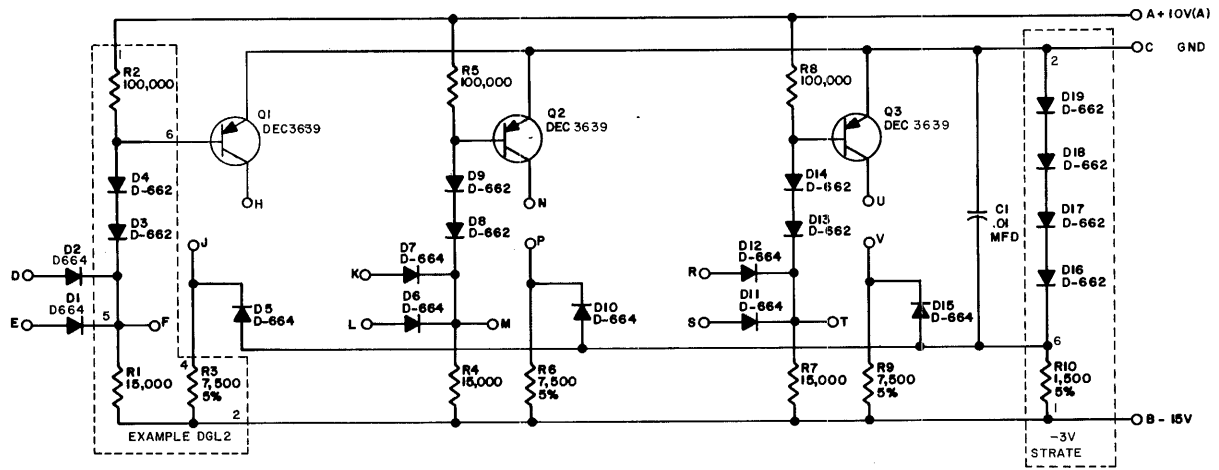 A+10V(A)
C GND
R2
100,000
R5
100,000
R8
100,000
2
D19
D-662
6
Q1
DEC3639
Q2
DEC 3639
Q3
DEC 3639
D18
D-662
D4
D-662
D9
D-662
D14
D-662
H
N
U
C1
.01
MFD
D17
D-662
D3
D-662
D8
D-662
D13
D-662
J
P
V
D2
D664
D
D7
D-664
K
D12
D-664
R
D16
D-662
D1
D664
E
5
F
D5
D-664
D6
D-664
L
M
D10
D-664
D11
D-664
S
T
D15
D-664
6
R1
15,000
4
R3
7,500
5%
R4
15,000
R6
7,500
5%
R7
15,000
R9
7,500
5%
R10
1,500
5%
2
1
B-15V
EXAMPLE DGL2
-3V
STRATE